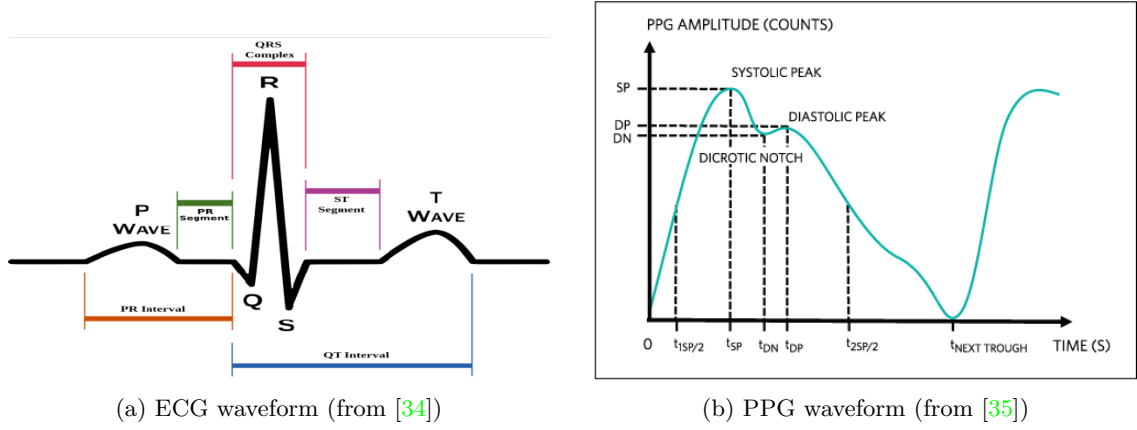 QRS
Complex
R
P
WAVE
PR
Segment
ST
Segment
T
WAVE
Q
S
PR Interval
QT Interval
(a) ECG waveform (from [34])
PPG AMPLITUDE (COUNTS)
SP
SYSTOLIC PEAK
DP
DIASTOLIC PEAK
DN
DICROTIC NOTCH
0
t1SP/2
tSP
tDN
tDP
t2SP/2
tNEXT TROUGH
TIME (S)
(b) PPG waveform (from [35])